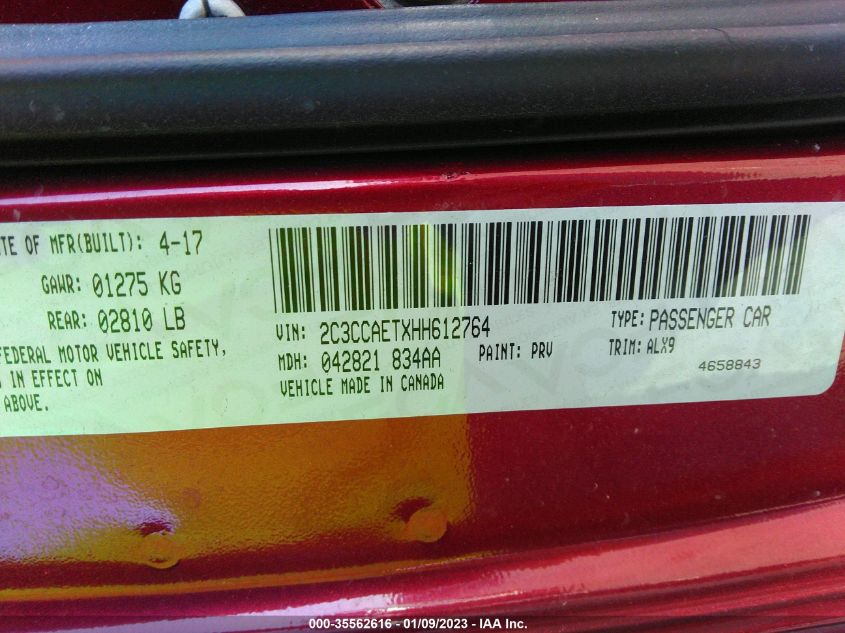 TE OF MFR(BUILT): 4-17
GAWR: 01275 KG
REAR: 02810 LB
FEDERAL MOTOR VEHICLE SAFETY,
IN EFFECT ON
ABOVE.
VIN: 2C3CCAETXHH612764
TYPE: PASSENGER CAR
MDH: 042821 834AA
PAINT: PRV
TRIM: ALX9
VEHICLE MADE IN CANADA
4658843
000-35562616 - 01/09/2023 - IAA Inc.